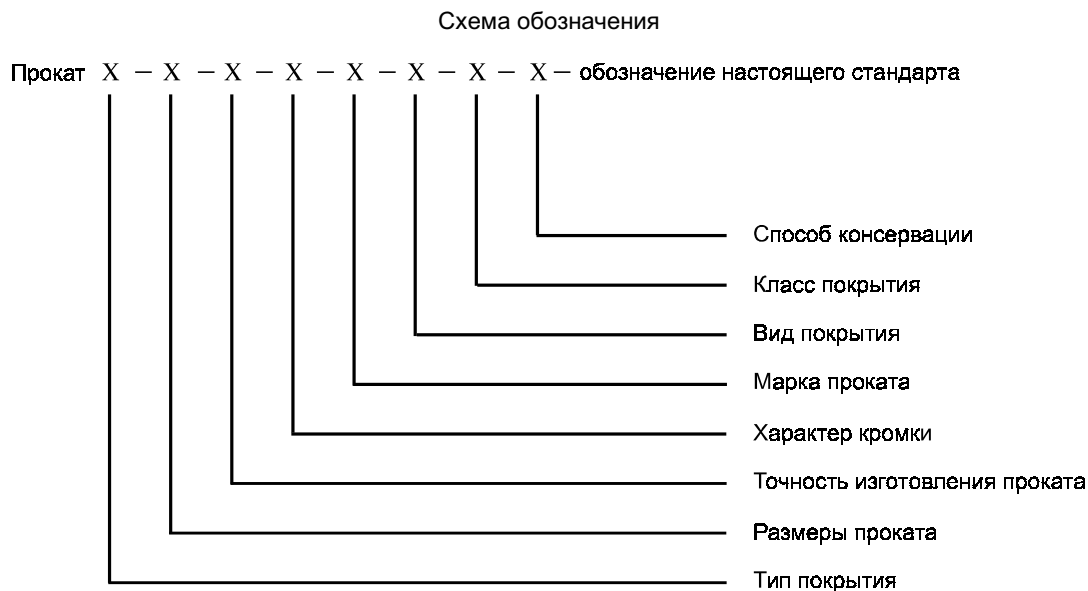 Схема обозначения
Прокат X – X – X – X – X – X – X – X – обозначение настоящего стандарта
Способ консервации
Класс покрытия
Вид покрытия
Марка проката
Характер кромки
Точность изготовления проката
Размеры проката
Тип покрытия